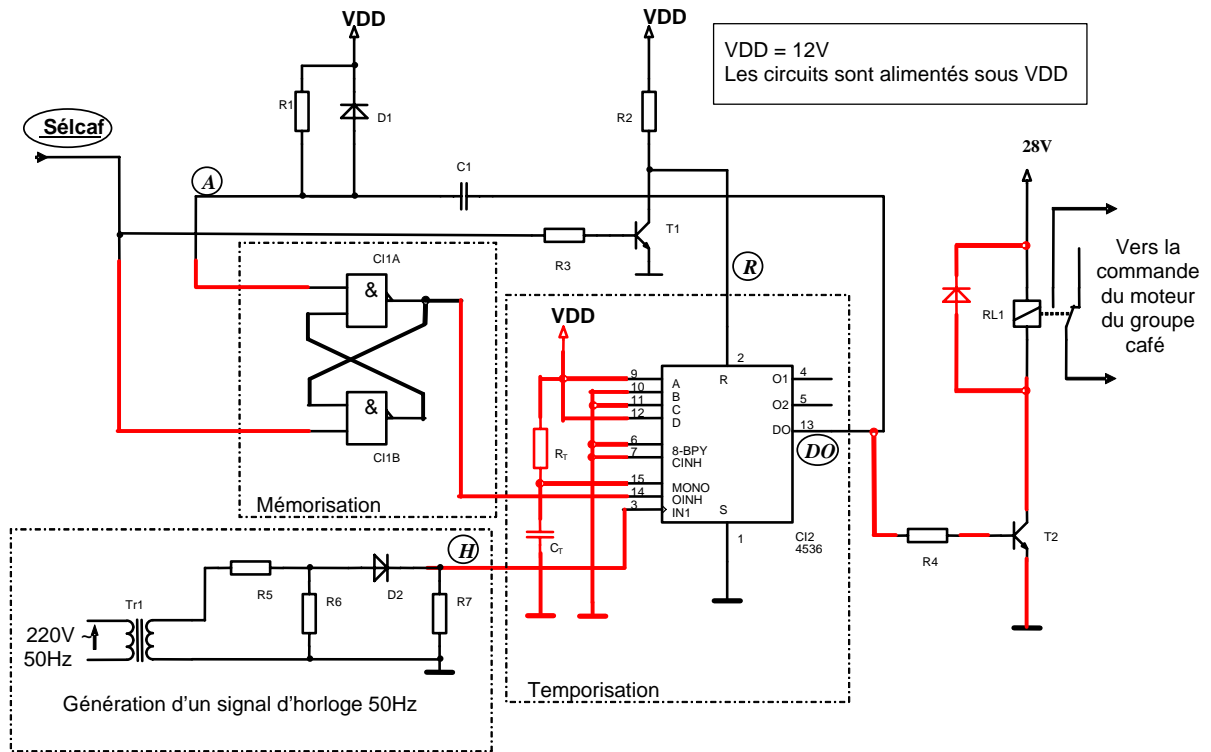 VDD
VDD
VDD = 12V
Les circuits sont alimentés sous VDD
R1
D1
R2
Sélcaf
28V
A
C1
T1
R3
R
CI1A
&
Vers la
commande
du moteur
du groupe
café
RL1
VDD
2
9
A
R
O1
4
10
B
11
C
O2
5
12
D
DO
13
DO
&
6
8-BPY
7
CINH
RT
CI1B
15
MONO
14
OINH
3
IN1
S
Mémorisation
1
CI2
4536
R4
T2
CT
H
R5
R6
D2
R7
Tr1
220V ~
50Hz
Génération d'un signal d'horloge 50Hz
Temporisation